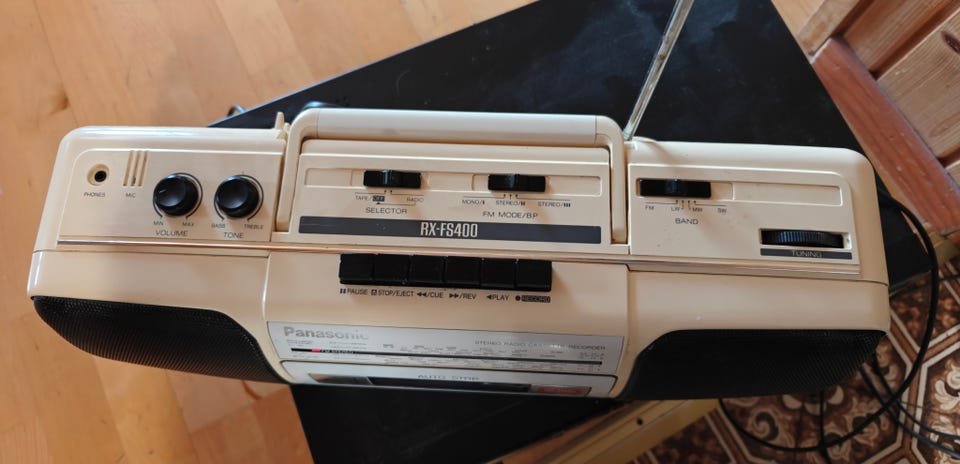 PHONES
MIC
MIN MAX
VOLUME
BASS TREBLE
TONE
TAPE/OFF RADIO
SELECTOR
MONO/I STEREO/II STEREO/III
FM MODE/BP
RX-FS400
FM LW MW SW
BAND
TUNING
PAUSE STOP/EJECT ◀◀/CUE ▶▶/REV ◀PLAY ●RECORD
Panasonic
STEREO RADIO CASSETTE RECORDER
FM STEREO
AUTO STOP